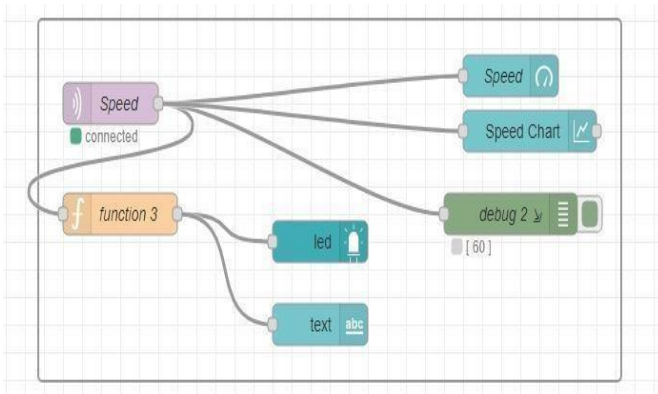 Speed
connected
Speed
Speed Chart
function 3
debug 2
[ 60 ]
led
text abc